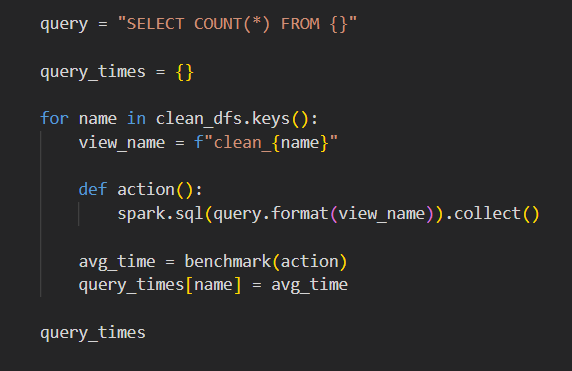 query = "SELECT COUNT(*) FROM {}"
query_times = {}
for name in clean_dfs.keys():
    view_name = f"clean_{name}"
    def action():
        spark.sql(query.format(view_name)).collect()
    avg_time = benchmark(action)
    query_times[name] = avg_time
query_times